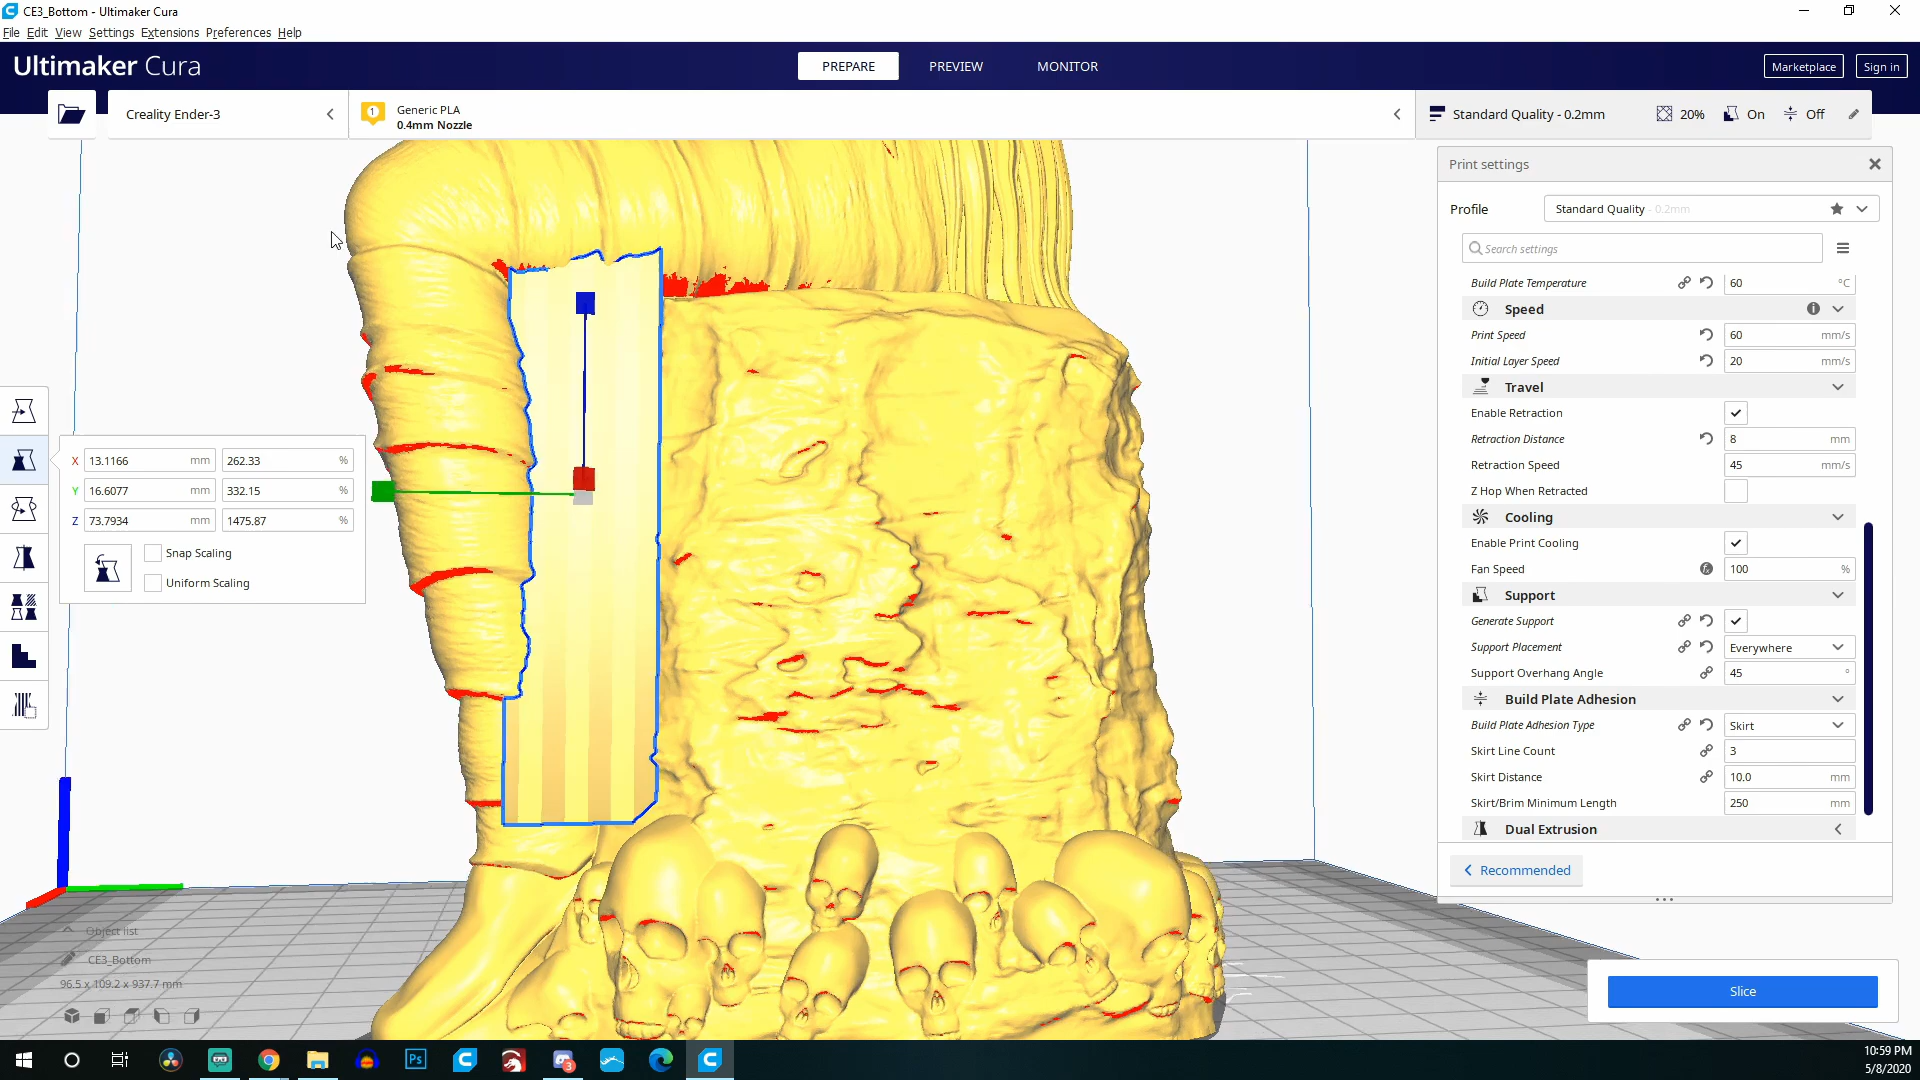 CE3_Bottom - Ultimaker Cura
File Edit View Settings Extensions Preferences Help
Ultimaker Cura
PREPARE
PREVIEW
MONITOR
Marketplace
Sign in
Creality Ender-3
1
Generic PLA
0.4mm Nozzle
Standard Quality - 0.2mm
20%
On
Off
Print settings
Profile
Standard Quality - 0.2mm
Search settings
Build Plate Temperature 60 °C
Speed
Print Speed 60 mm/s
Initial Layer Speed 20 mm/s
Travel
Enable Retraction
Retraction Distance 8 mm
Retraction Speed 45 mm/s
Z Hop When Retracted
Cooling
Enable Print Cooling
Fan Speed 100 %
Support
Generate Support
Support Placement Everywhere
Support Overhang Angle 45 °
Build Plate Adhesion
Build Plate Adhesion Type Skirt
Skirt Line Count 3
Skirt Distance 10.0 mm
Skirt/Brim Minimum Length 250 mm
Dual Extrusion
Recommended
X 13.1166 mm 262.33 %
Y 16.6077 mm 332.15 %
Z 73.7934 mm 1475.87 %
Snap Scaling
Uniform Scaling
Object list
CE3_Bottom
96.5 x 109.2 x 937.7 mm
Slice
Ps
3
10:59 PM
5/8/2020